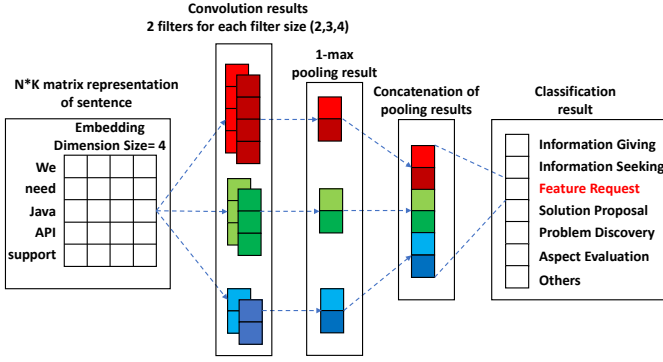 Convolution results
2 filters for each filter size (2,3,4)
1-max
pooling result
N*K matrix representation
of sentence
Concatenation of
pooling results
Classification
result
Embedding
Dimension Size= 4
We
need
Java
API
support
Information Giving
Information Seeking
Feature Request
Solution Proposal
Problem Discovery
Aspect Evaluation
Others